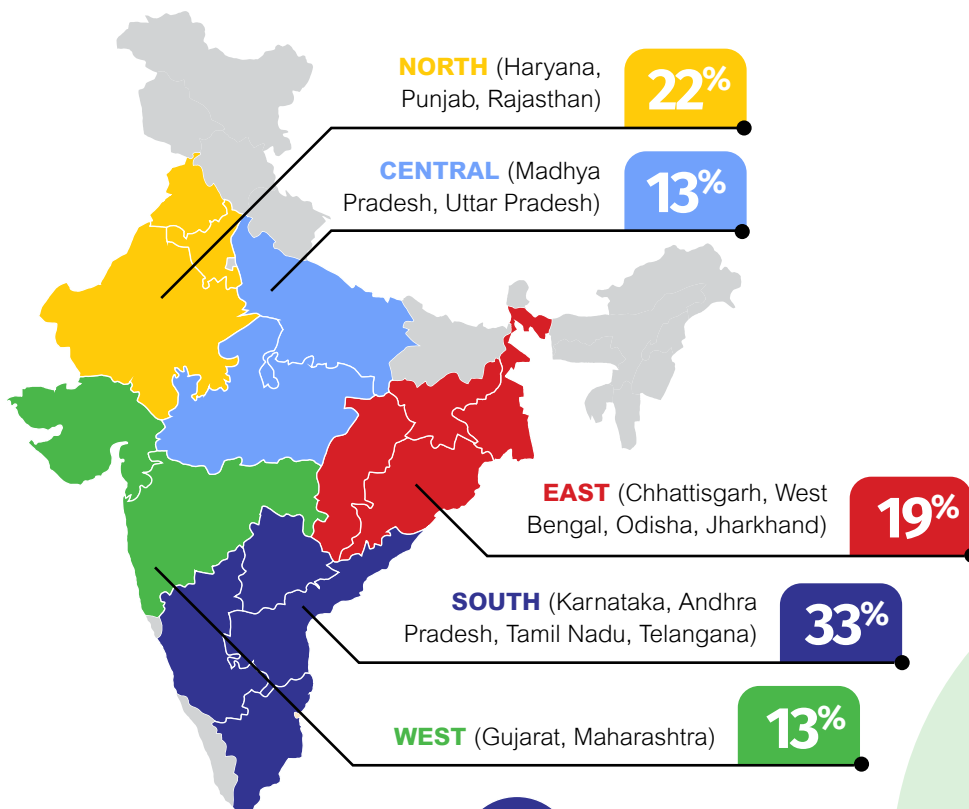 NORTH (Haryana,
Punjab, Rajasthan)
22%
CENTRAL (Madhya
Pradesh, Uttar Pradesh)
13%
EAST (Chhattisgarh, West
Bengal, Odisha, Jharkhand)
19%
SOUTH (Karnataka, Andhra
Pradesh, Tamil Nadu, Telangana)
33%
WEST (Gujarat, Maharashtra)
13%